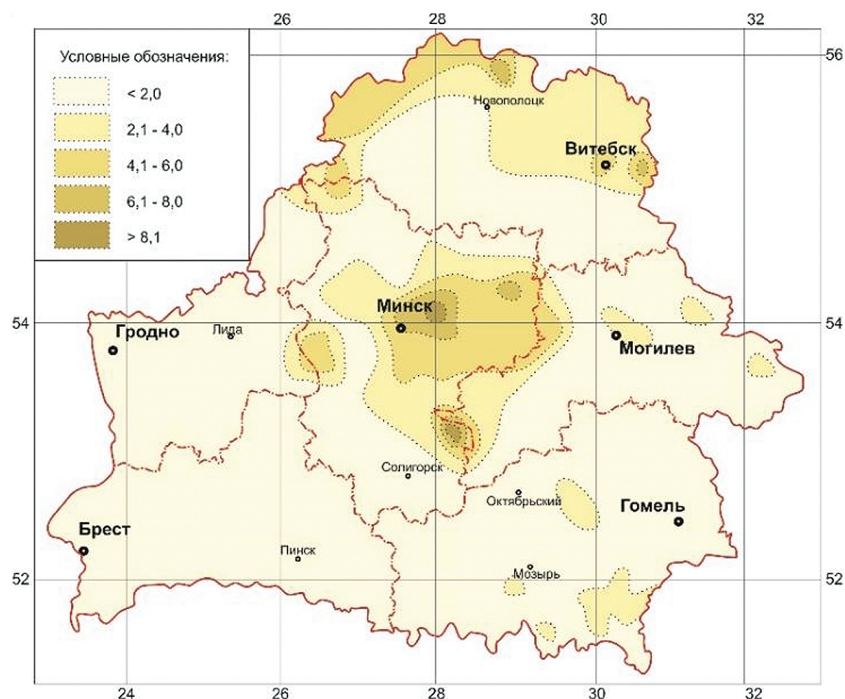 26 28 30 32
56
Условные обозначения:
< 2,0
2,1 - 4,0
4,1 - 6,0
6,1 - 8,0
> 8,1
Новополоцк
Витебск
Минск
54
54
Гродно
Лида
Могилев
Солигорск
Октябрьский
Гомель
Брест
Пинск
Мозырь
52
52
24 26 28 30 32